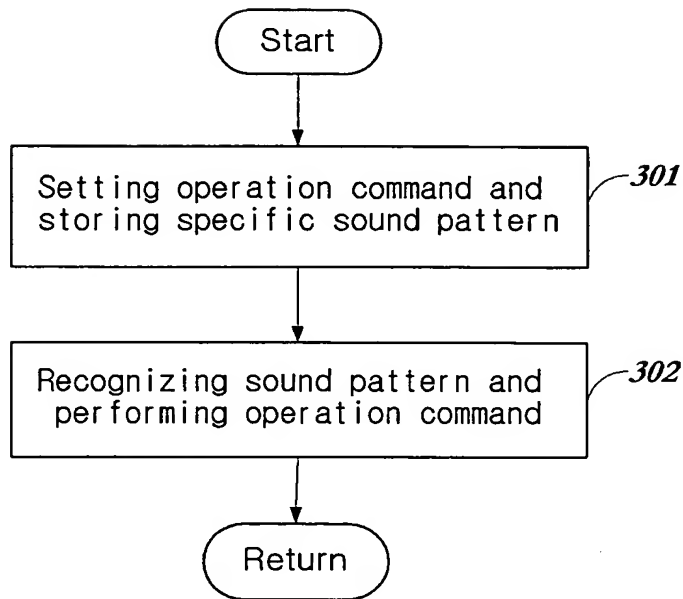 Start
Setting operation command and
storing specific sound pattern
301
Recognizing sound pattern and
performing operation command
302
Return